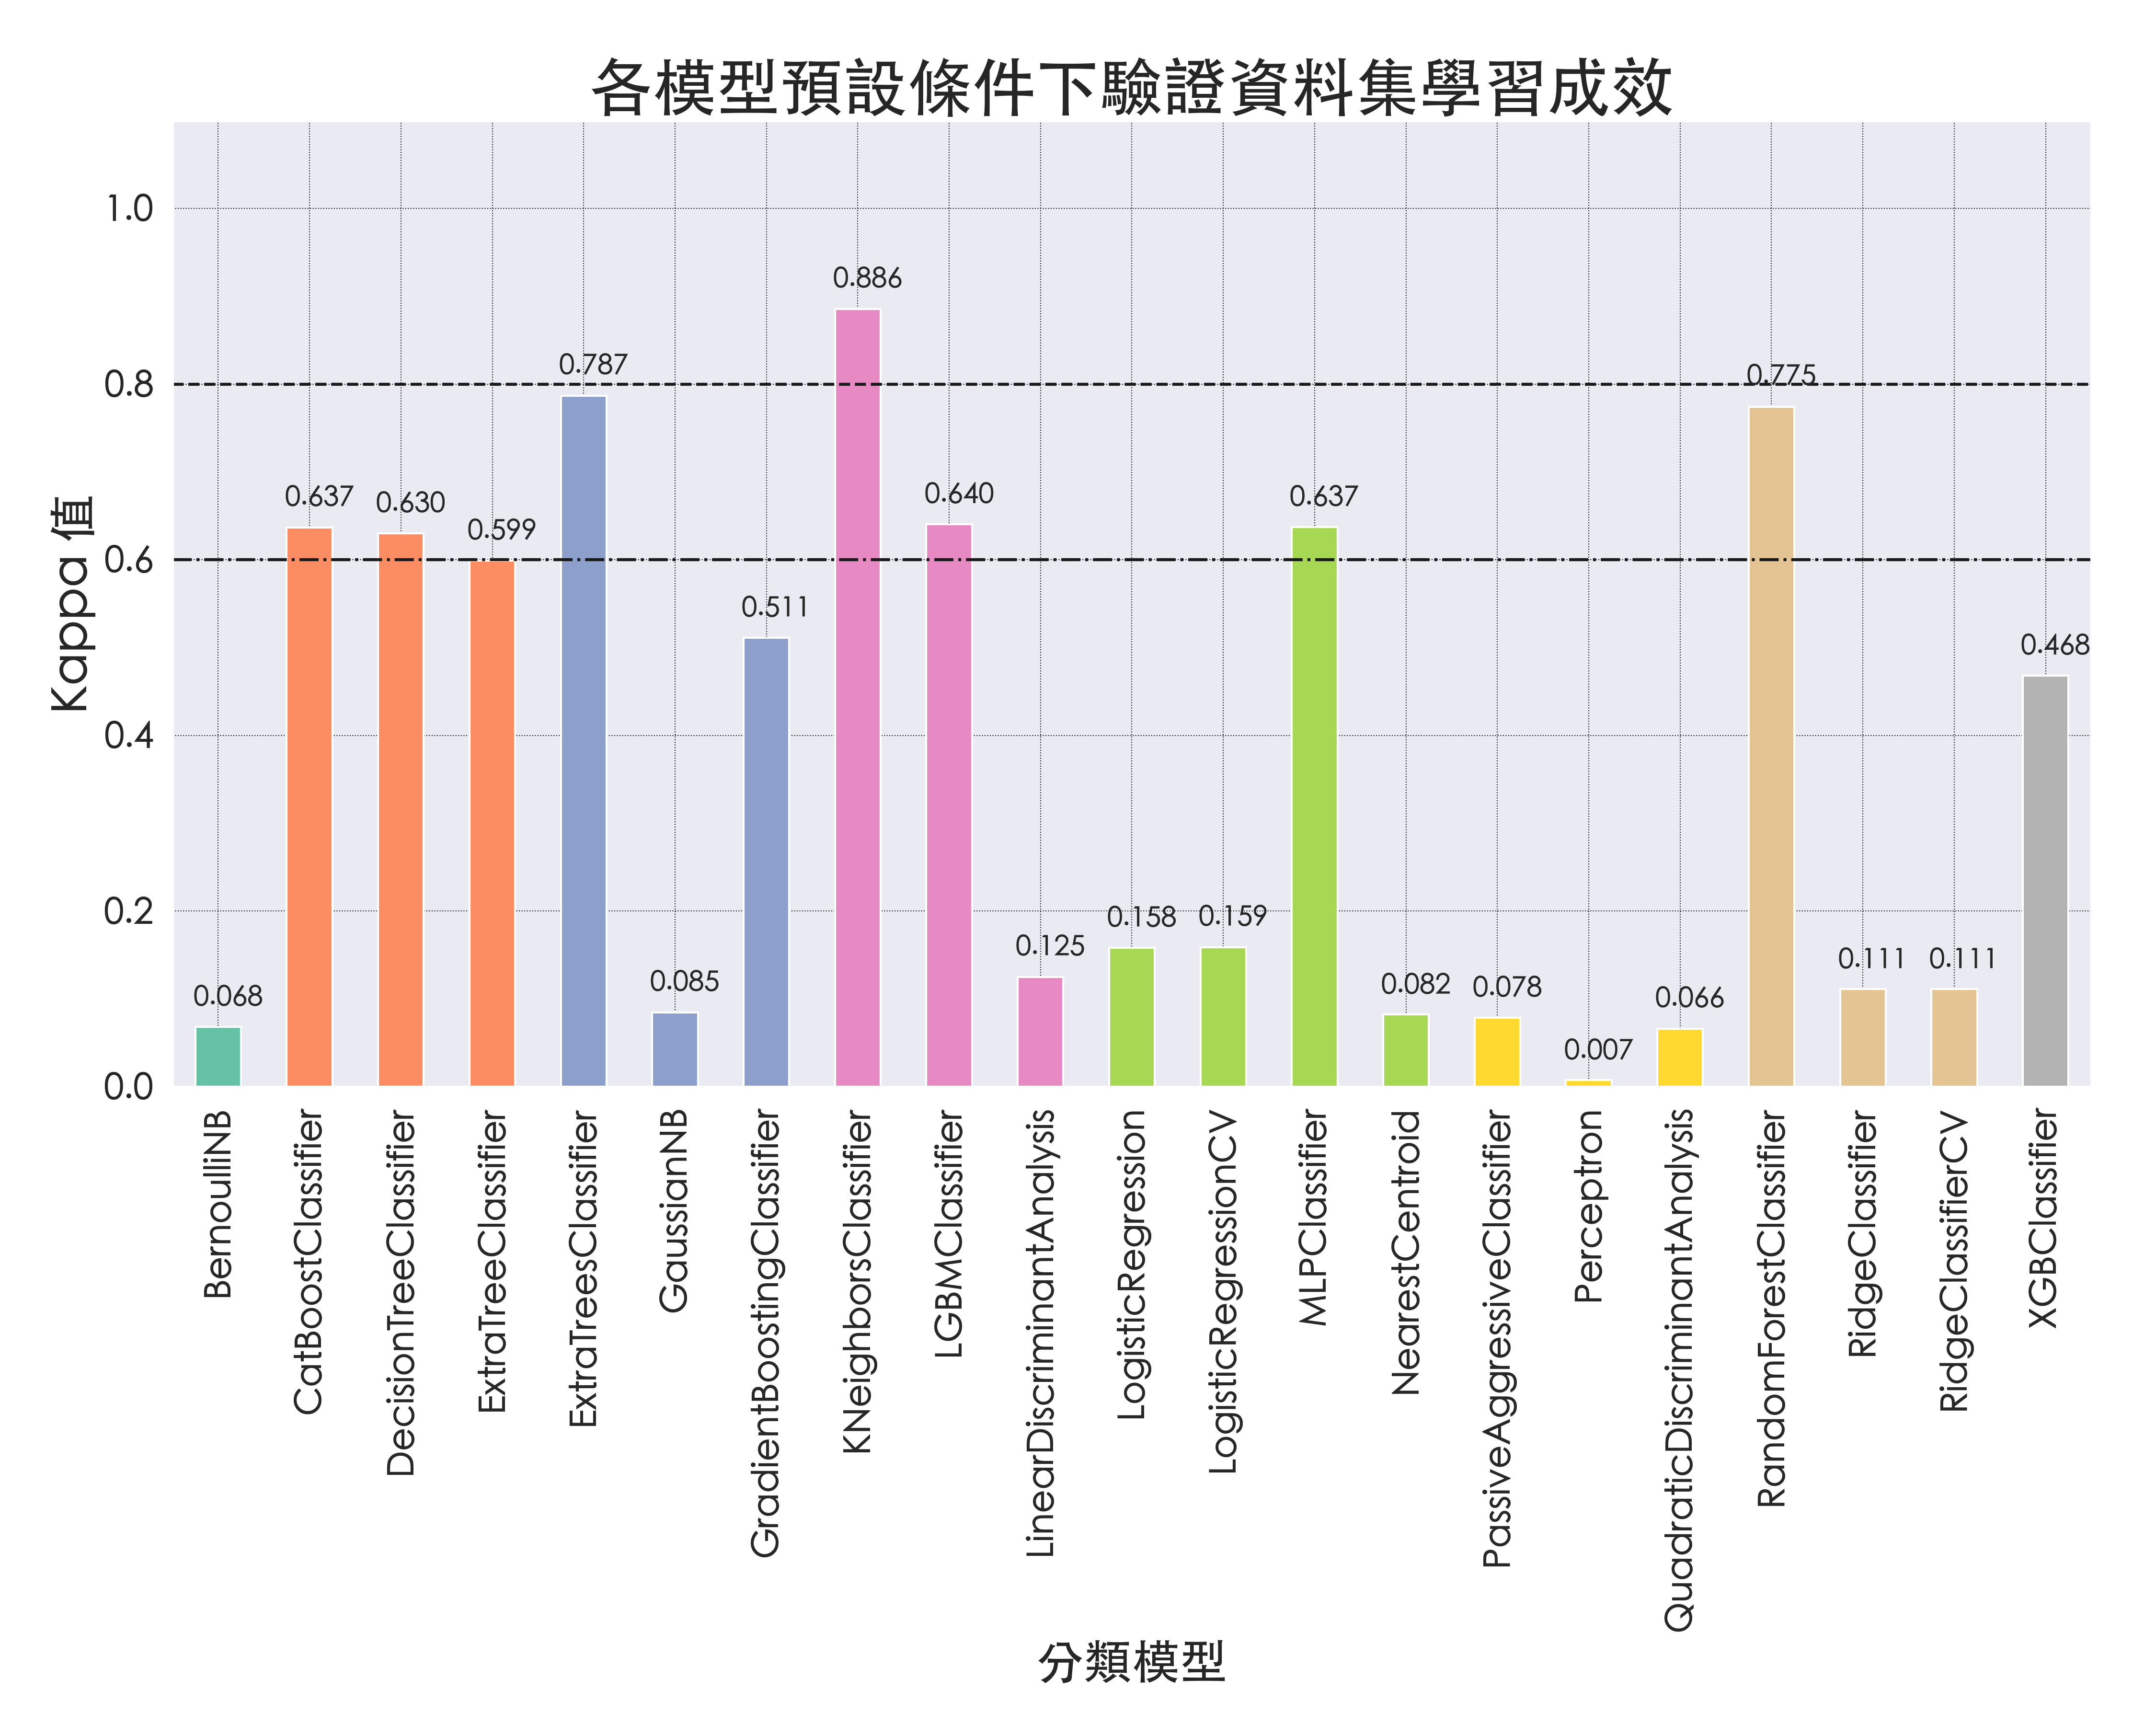 各模型預設條件下驗證資料集學習成效
Kappa 值
1.0
0.8
0.6
0.4
0.2
0.0
0.068
0.637
0.630
0.599
0.787
0.085
0.511
0.886
0.640
0.125
0.158
0.159
0.637
0.082
0.078
0.007
0.066
0.775
0.111
0.111
0.468
BernoulliNB
CatBoostClassifier
DecisionTreeClassifier
ExtraTreeClassifier
ExtraTreesClassifier
GaussianNB
GradientBoostingClassifier
KNeighborsClassifier
LGBMClassifier
LinearDiscriminantAnalysis
LogisticRegression
LogisticRegressionCV
MLPClassifier
NearestCentroid
PassiveAggressiveClassifier
Perceptron
QuadraticDiscriminantAnalysis
RandomForestClassifier
RidgeClassifier
RidgeClassifierCV
XGBClassifier
分類模型